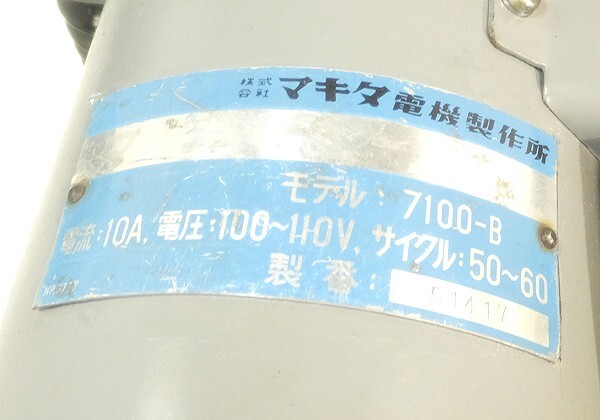 株式会社 マキタ電機製作所
モデル: 7100-B
電流:10A, 電圧:100~110V, サイクル:50~60
製番: 51417